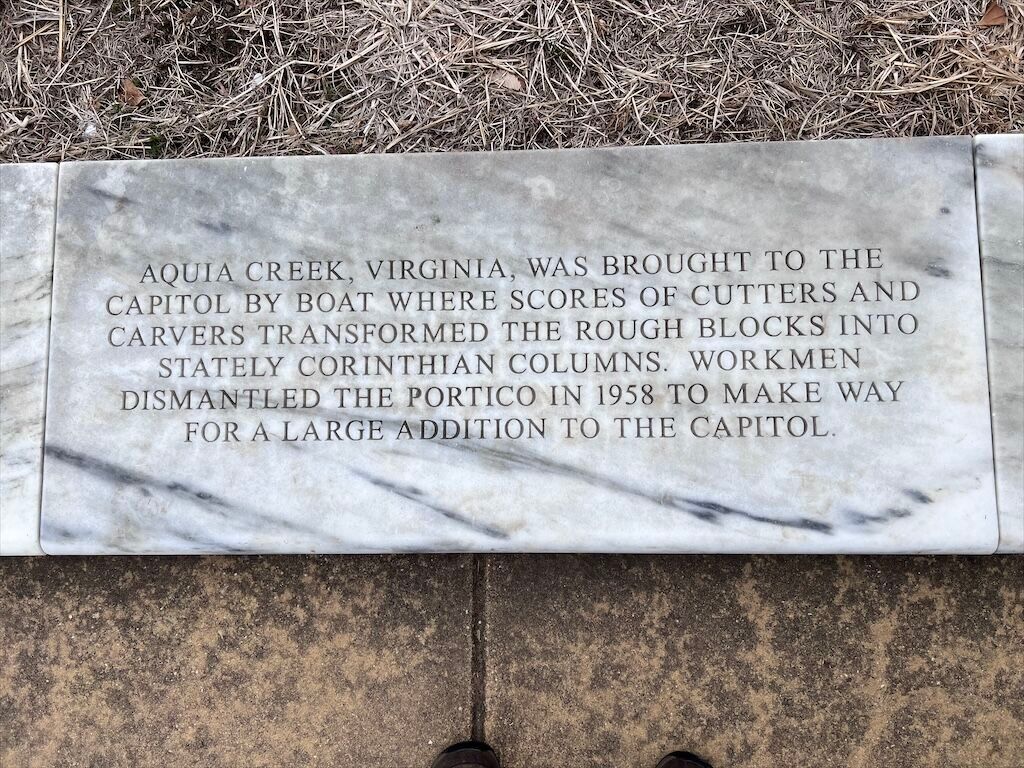 AQUIA CREEK, VIRGINIA, WAS BROUGHT TO THE
CAPITOL BY BOAT WHERE SCORES OF CUTTERS AND
CARVERS TRANSFORMED THE ROUGH BLOCKS INTO
STATELY CORINTHIAN COLUMNS. WORKMEN
DISMANTLED THE PORTICO IN 1958 TO MAKE WAY
FOR A LARGE ADDITION TO THE CAPITOL.